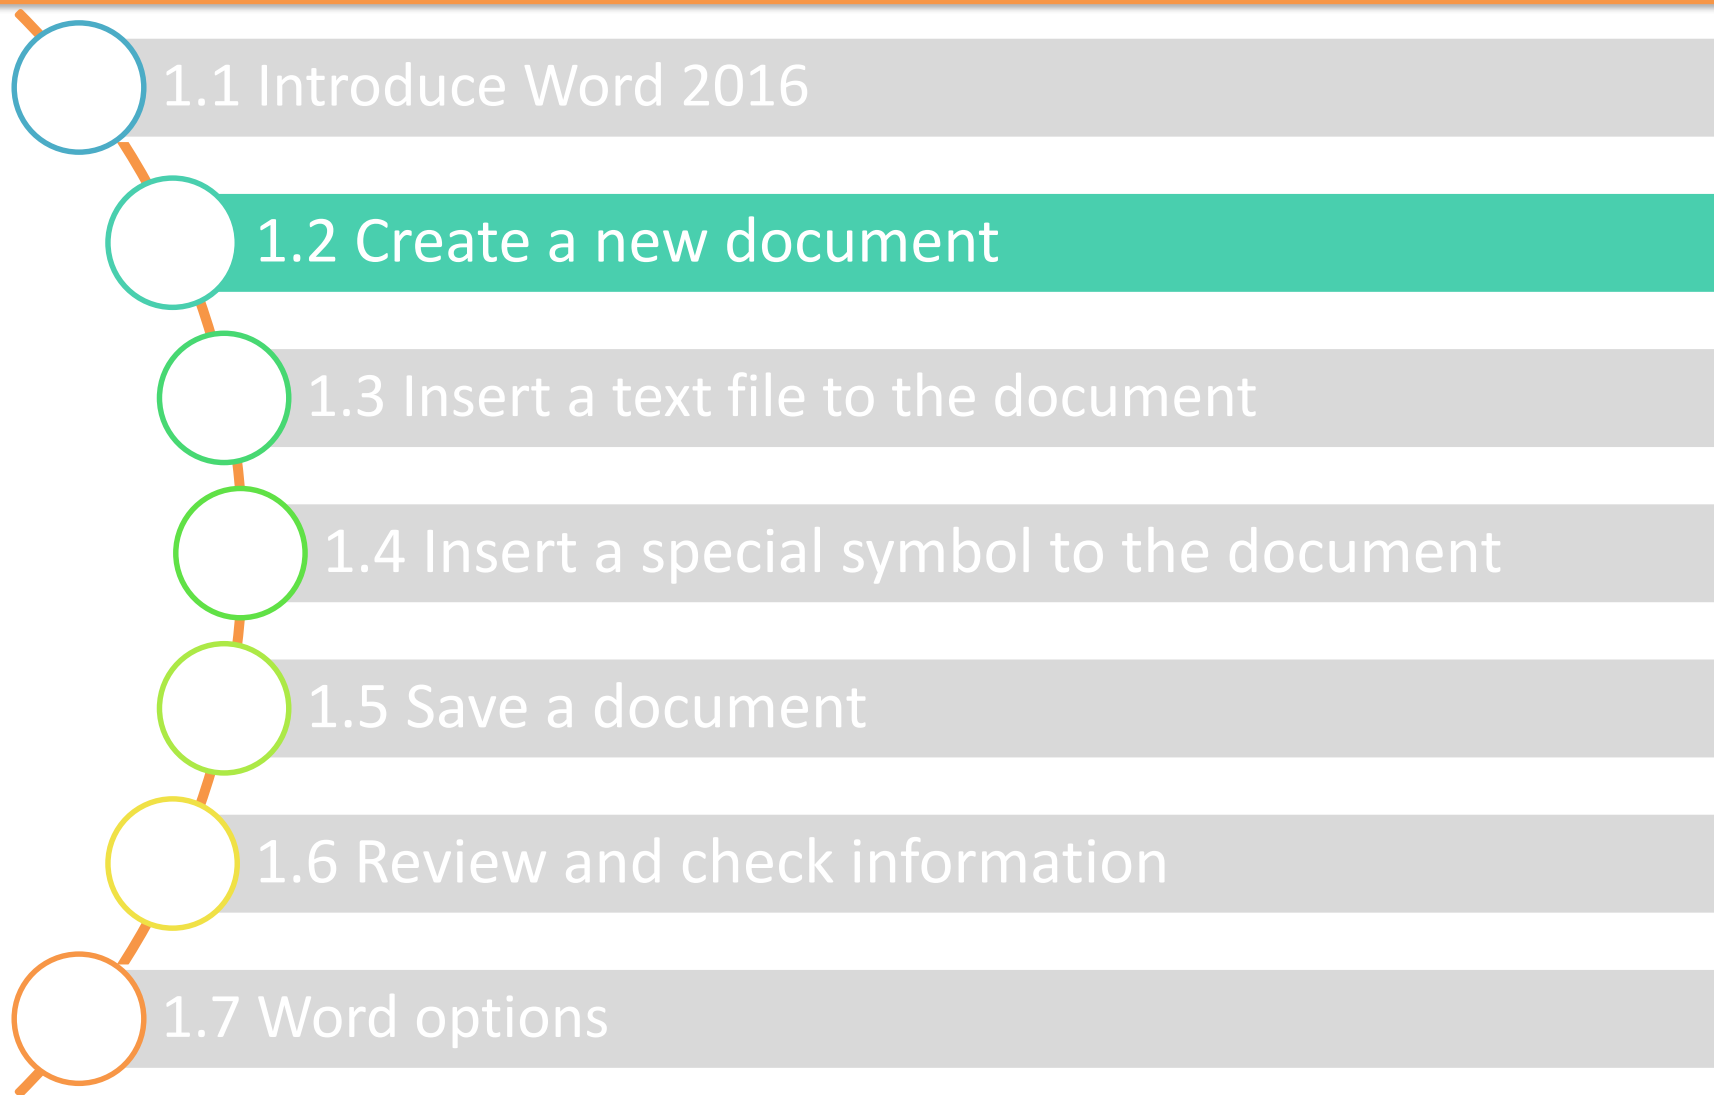 1.1 Introduce Word 2016
1.2 Create a new document
1.3 Insert a text file to the document
1.4 Insert a special symbol to the document
1.5 Save a document
1.6 Review and check information
1.7 Word options